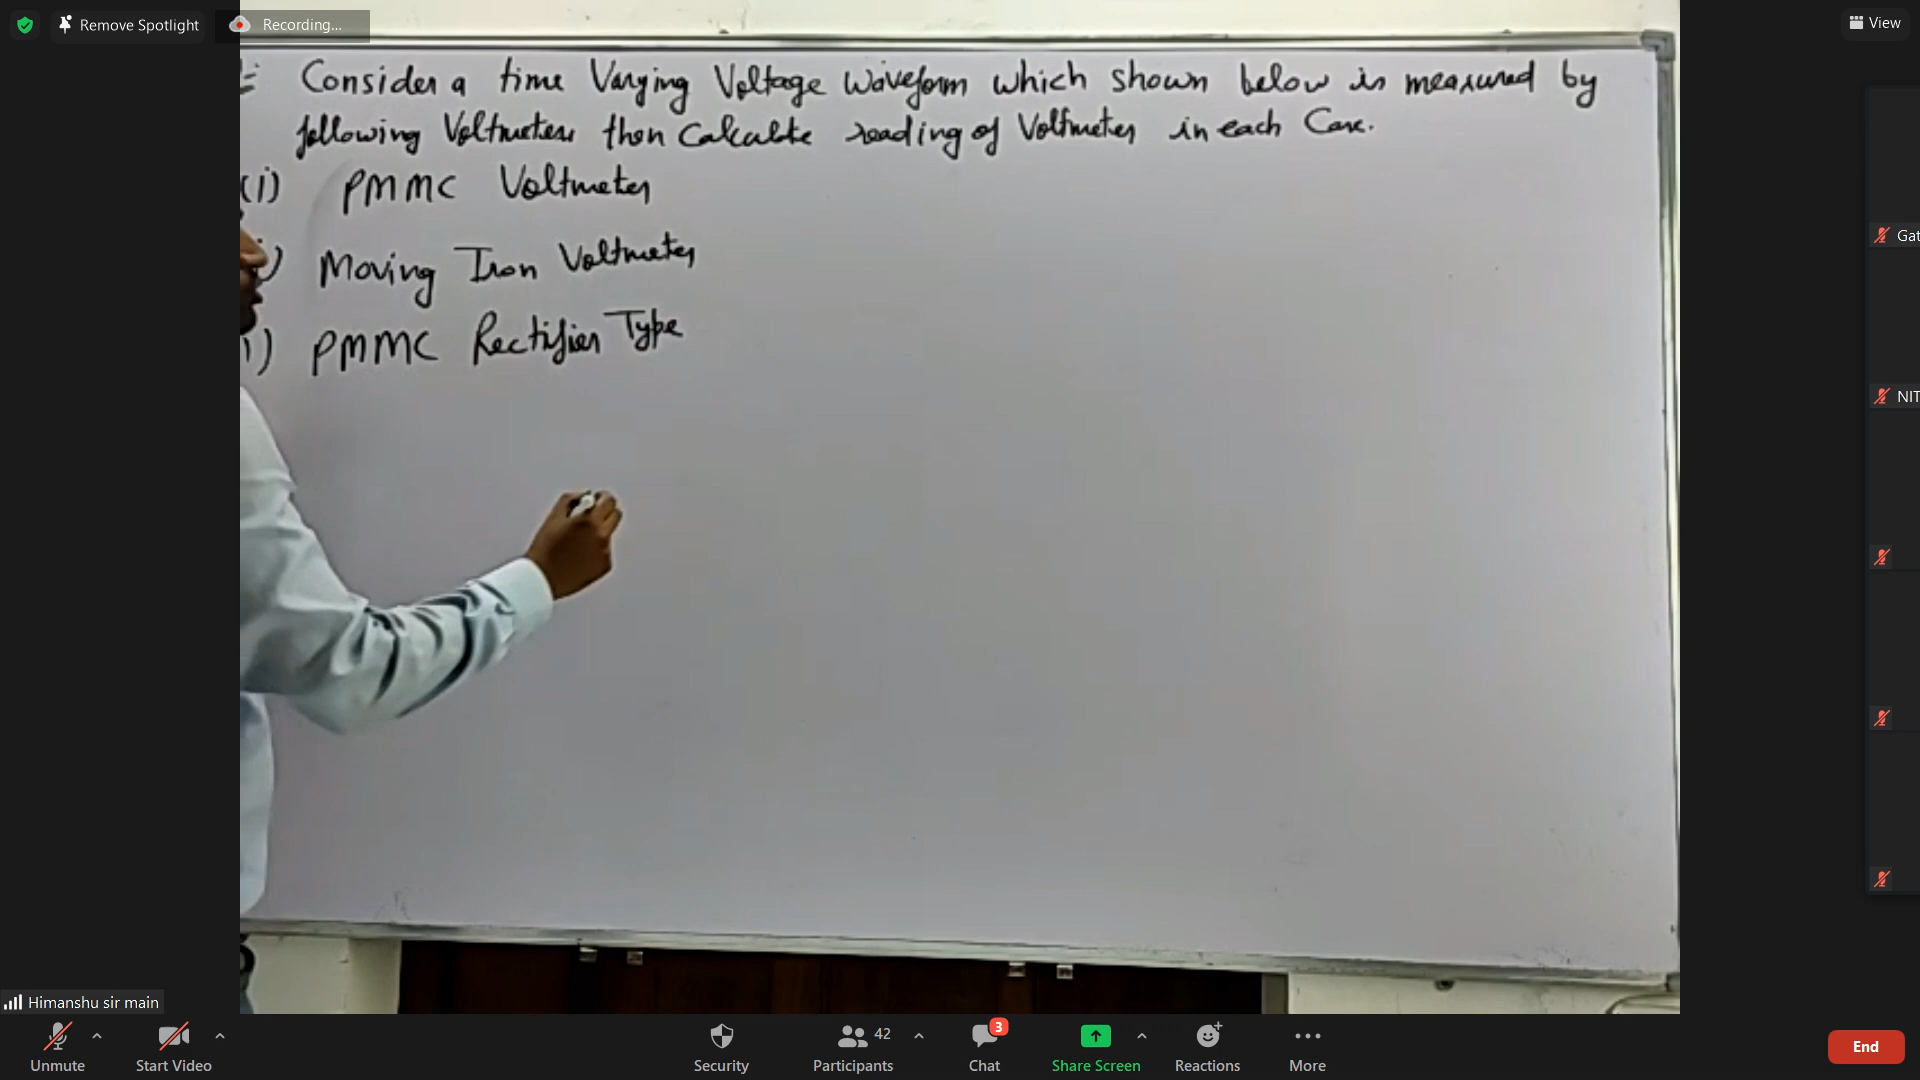 Remove Spotlight
Recording...
View
Consider a time Varying Voltage Waveform which shown below is measured by
following Voltmeters then Calculate reading of Voltmeter in each Case.
(i) PMMC Voltmeter
i) Moving Iron Voltmeter
i) PMMC Rectifier Type
Gat
NIT
Himanshu sir main
Unmute
Start Video
Security
Participants
42
Chat
3
Share Screen
Reactions
More
End